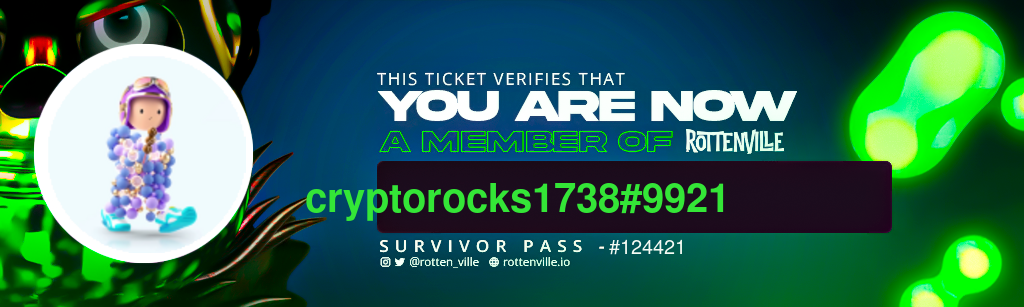 THIS TICKET VERIFIES THAT
YOU ARE NOW
A MEMBER OF ROTTENVILLE
cryptorocks1738#9921
SURVIVOR PASS - #124421
@rotten_ville rottenville.io